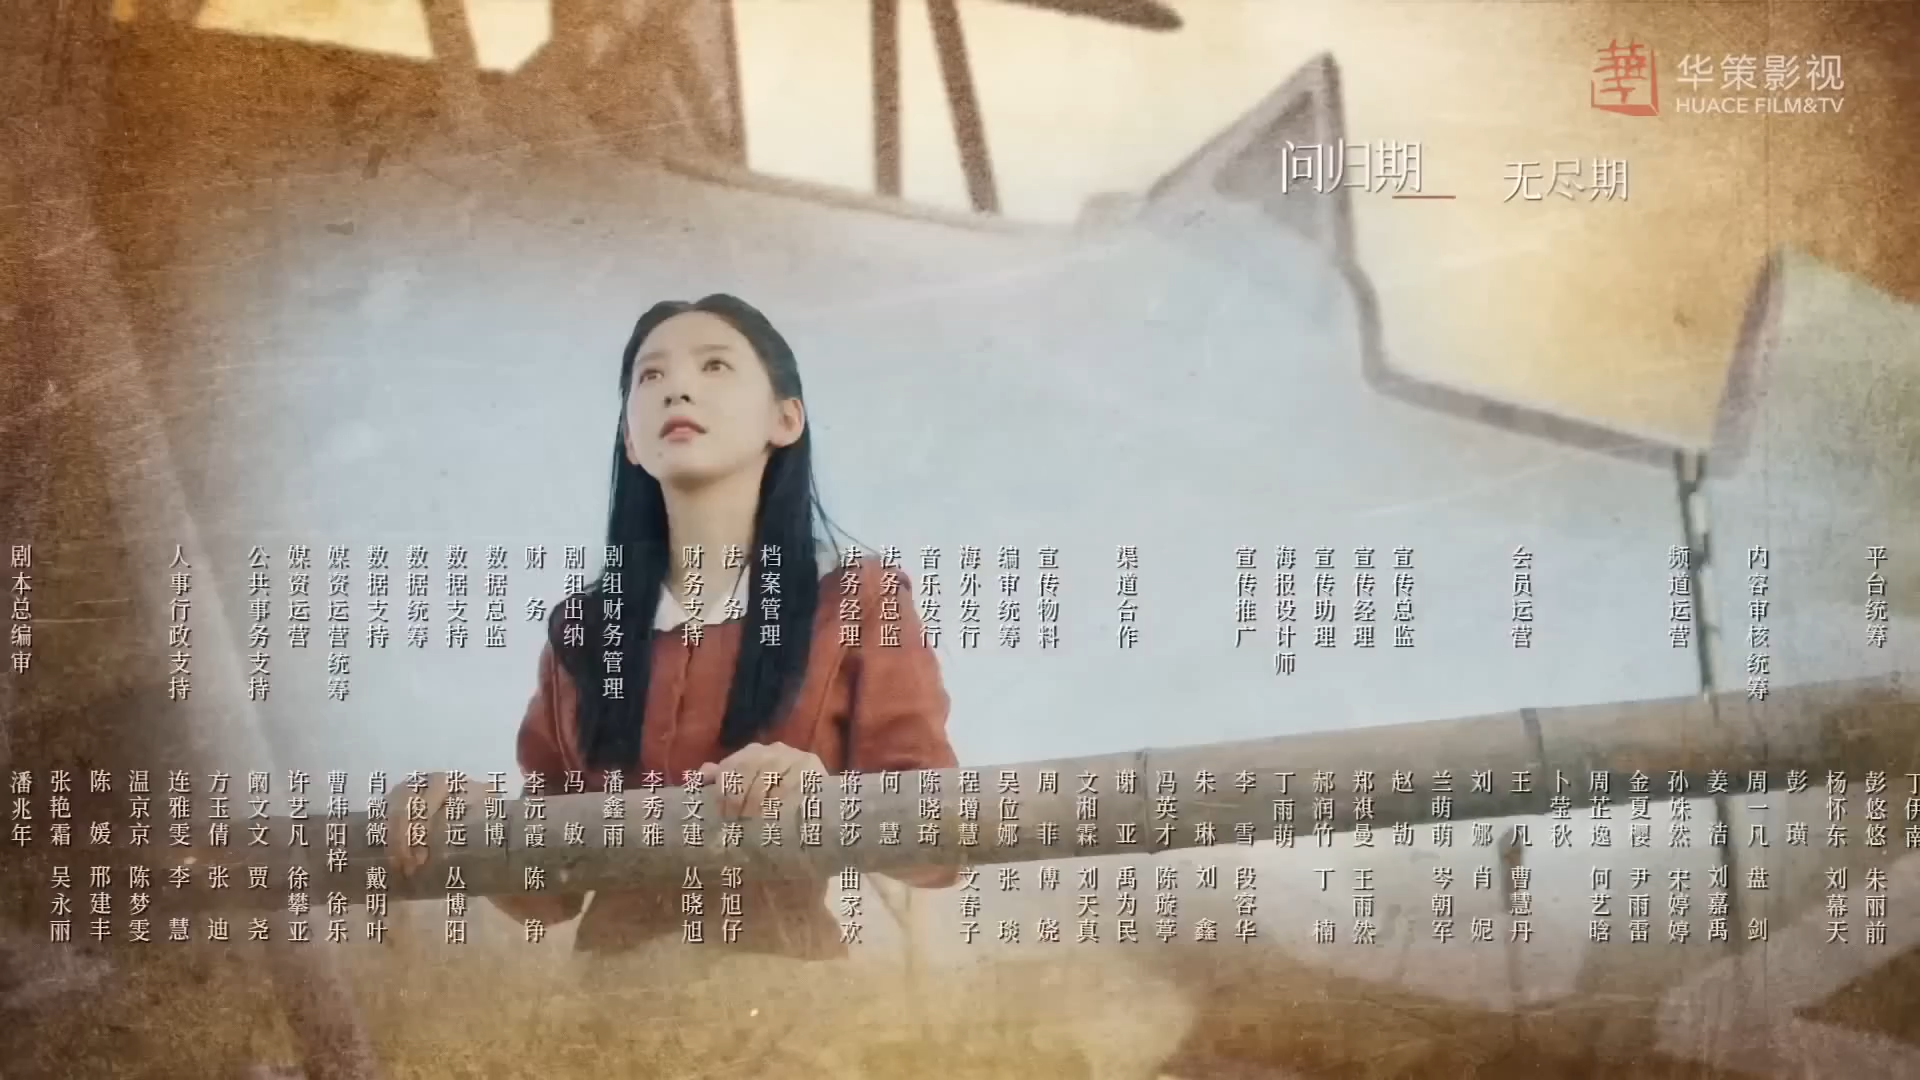 华策影视
HUACE FILM&TV
问归期
无尽期
平台统筹
内容审核统筹
频道运营
会员运营
宣传总监
宣传经理
宣传助理
海报设计师
宣传推广
渠道合作
宣传物料
编审统筹
海外发行
音乐发行
法务总监
法务经理
档案管理
法务
财务支持
剧组财务管理
剧组出纳
财务
数据总监
数据支持
数据统筹
数据支持
媒资运营统筹
媒资运营
公共事务支持
人事行政支持
剧本总编审
丁伊南
彭悠悠 朱丽前
杨怀东 刘幕天
彭璜
周一凡 盘剑
姜洁 刘嘉禹
孙姝然 宋婷婷
金夏樱 尹雨雷
周芷逸 何艺晗
卜莹秋
王凡 曹慧丹
刘娜 肖妮
兰萌萌 岑朝军
赵劼
郑祺曼 王雨然
郝润竹 丁楠
丁雨萌
李雪 段容华
朱琳 刘鑫
冯英才 陈璇葶
谢亚 禹为民
文湘霖 刘天真
周菲 傅娆
吴位娜 张琰
程增慧 文春子
陈晓琦
何慧
蒋莎莎 曲家欢
陈伯超
尹雪美
陈涛 邹旭仔
黎文建 丛晓旭
李秀雅
潘鑫雨
冯敏
李沅霞 陈铮
王凯博
张静远 丛博阳
李俊俊
肖微微 戴明叶
曹炜阳梓 徐乐
许艺凡 徐攀亚
阚文文 贾尧
方玉倩 张迪
连雅雯 李慧
温京京 陈梦雯
陈媛 邢建丰
张艳霜 吴永丽
潘兆年